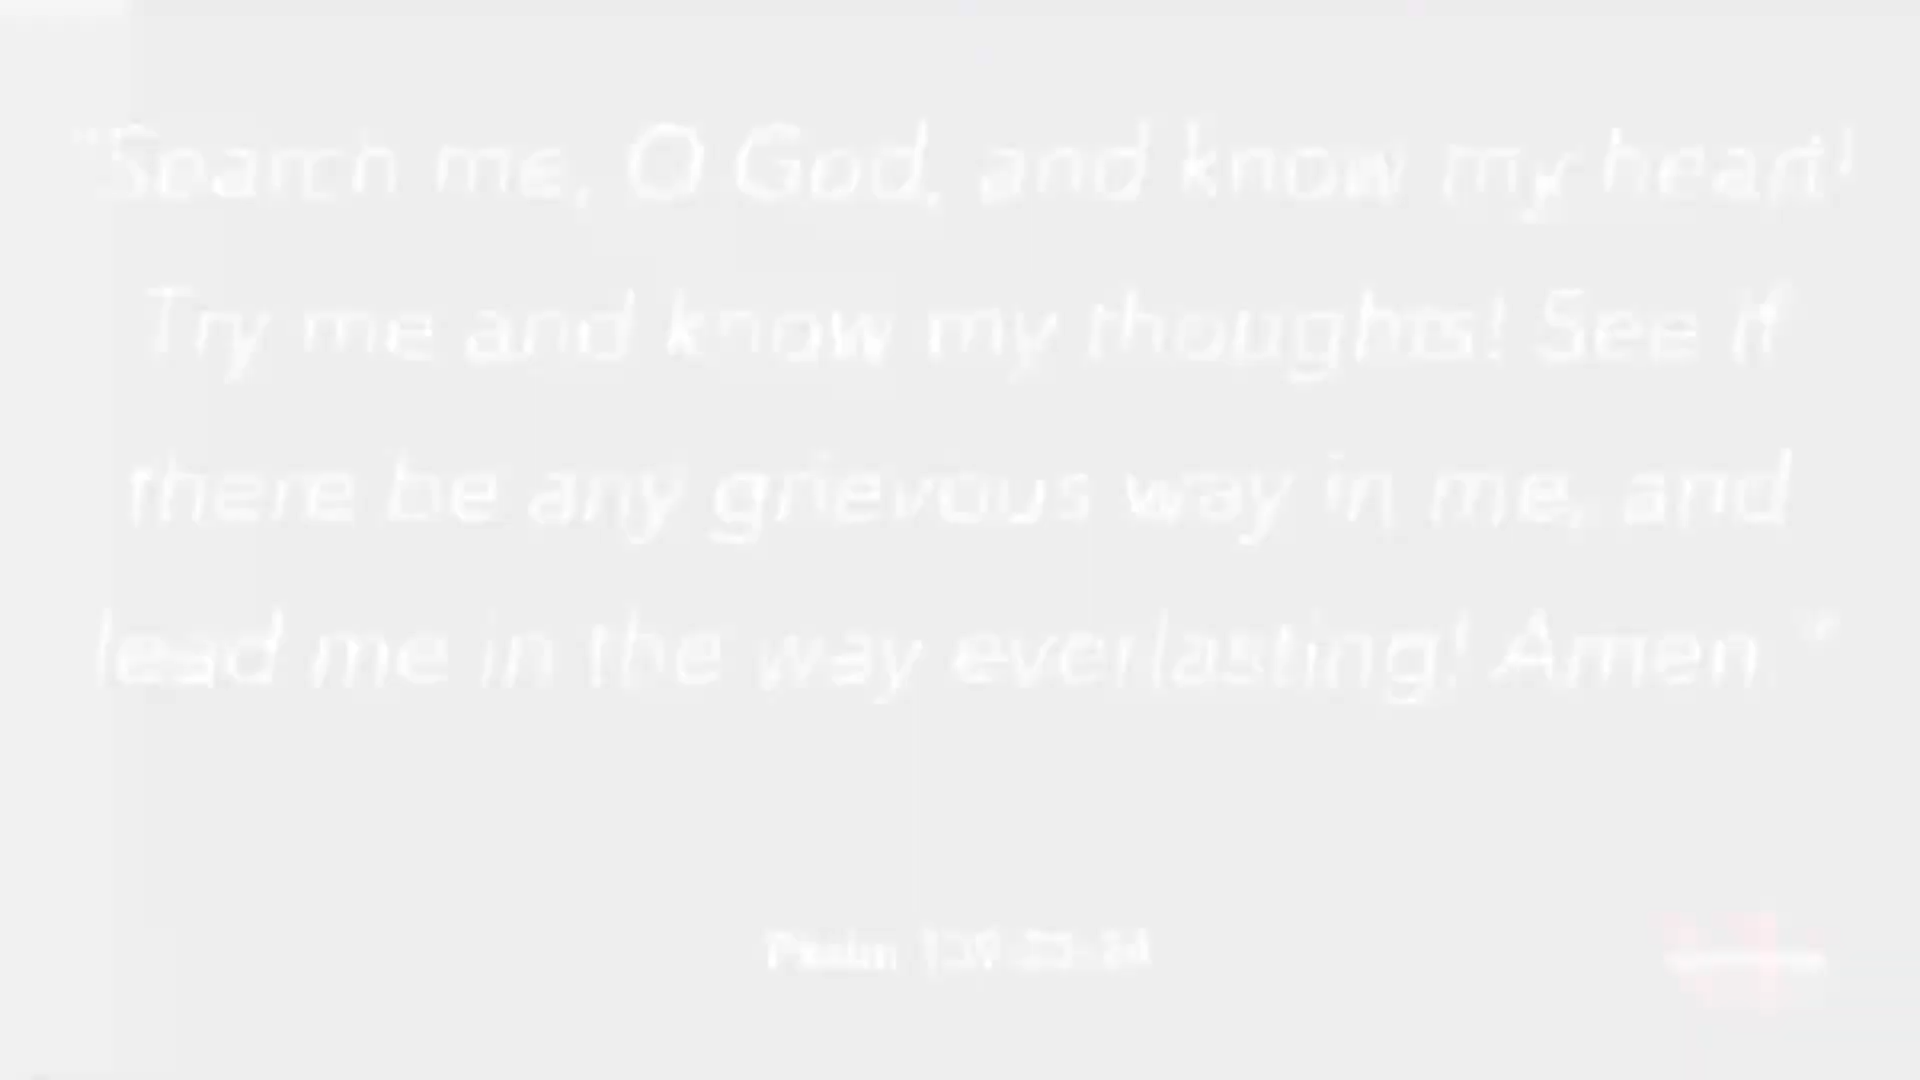 "Search me, O God, and know my heart!
Try me and know my thoughts! See if
there be any grievous way in me, and
lead me in the way everlasting! Amen."
Psalm 139:23-24